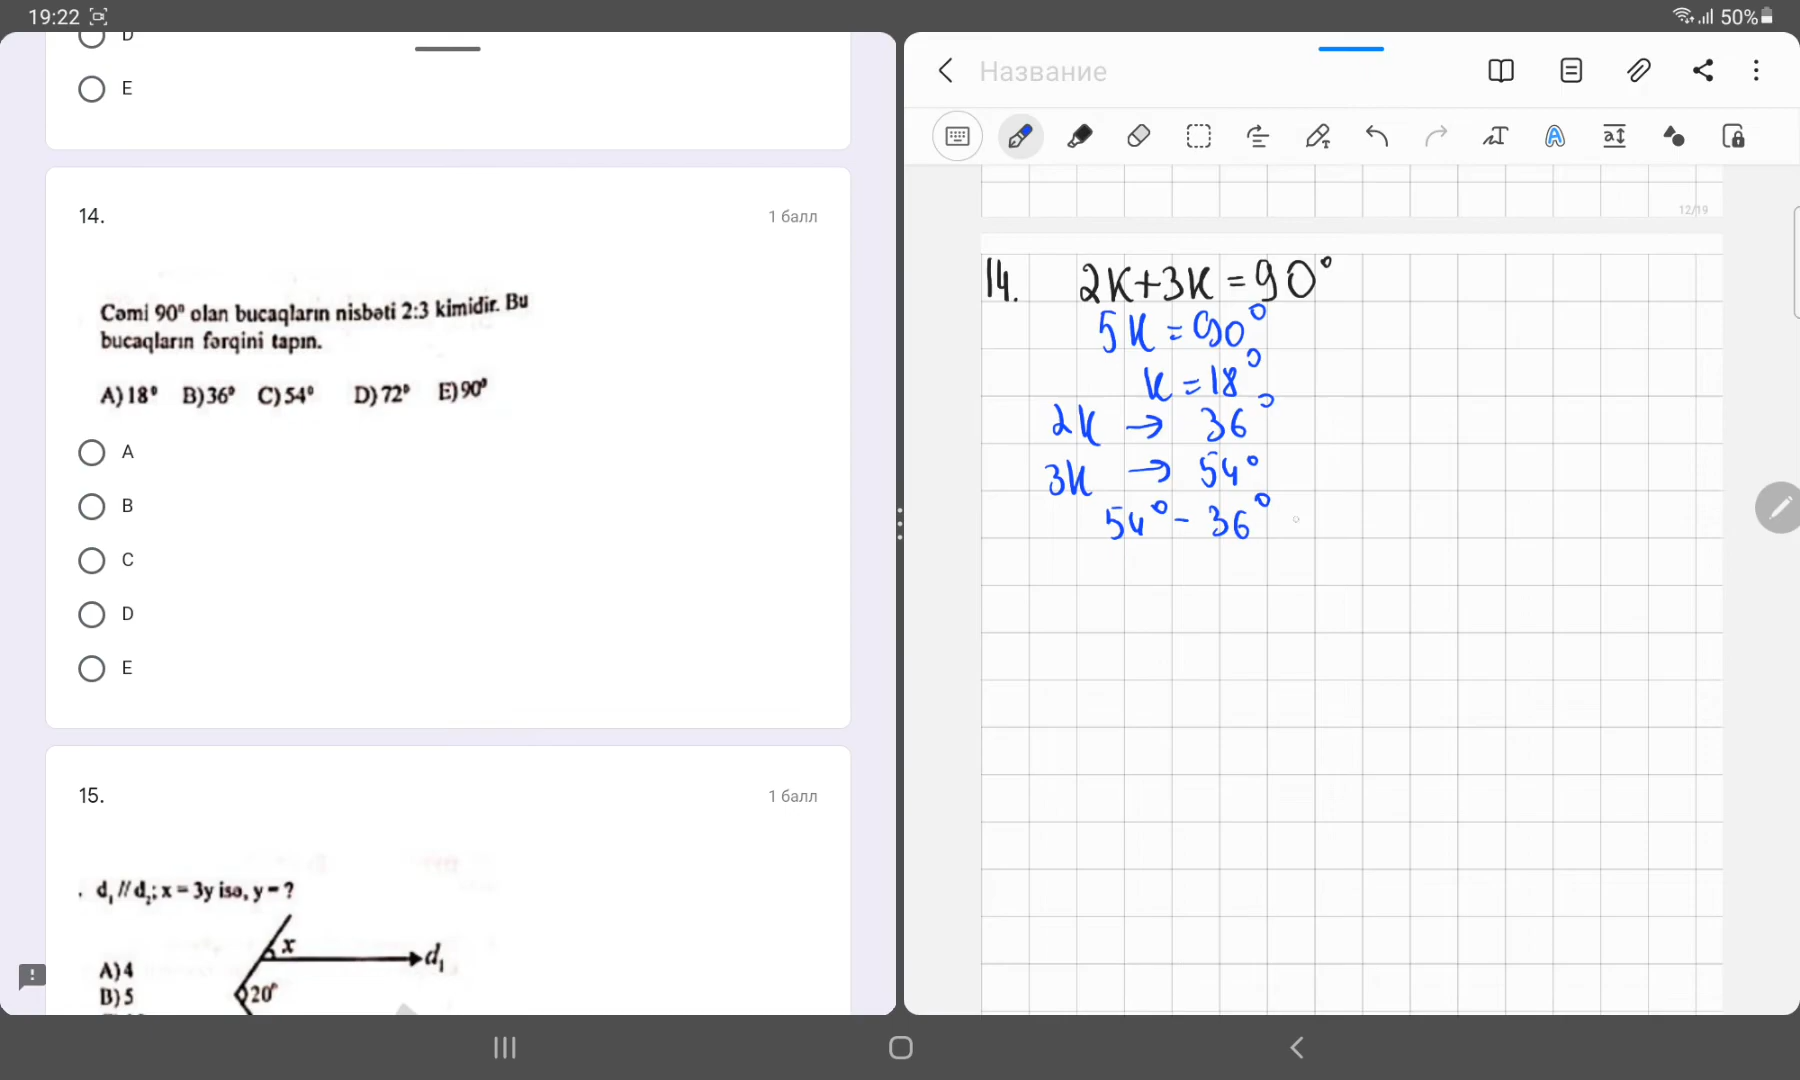 19:22
50%
D
E
14.
1 балл
Cəmi 90° olan bucaqların nisbəti 2:3 kimidir. Bu
bucaqların fərqini tapın.
A) 18° B) 36° C) 54° D) 72° E) 90°
A
B
C
D
E
15.
1 балл
. d₁ // d₂; x = 3y isə, y = ?
x
d₁
A) 4
20°
B) 5
Название
12/19
14. 2k+3k=90°
5k=90°
k=18°
2k → 36°
3k → 54°
54°- 36°